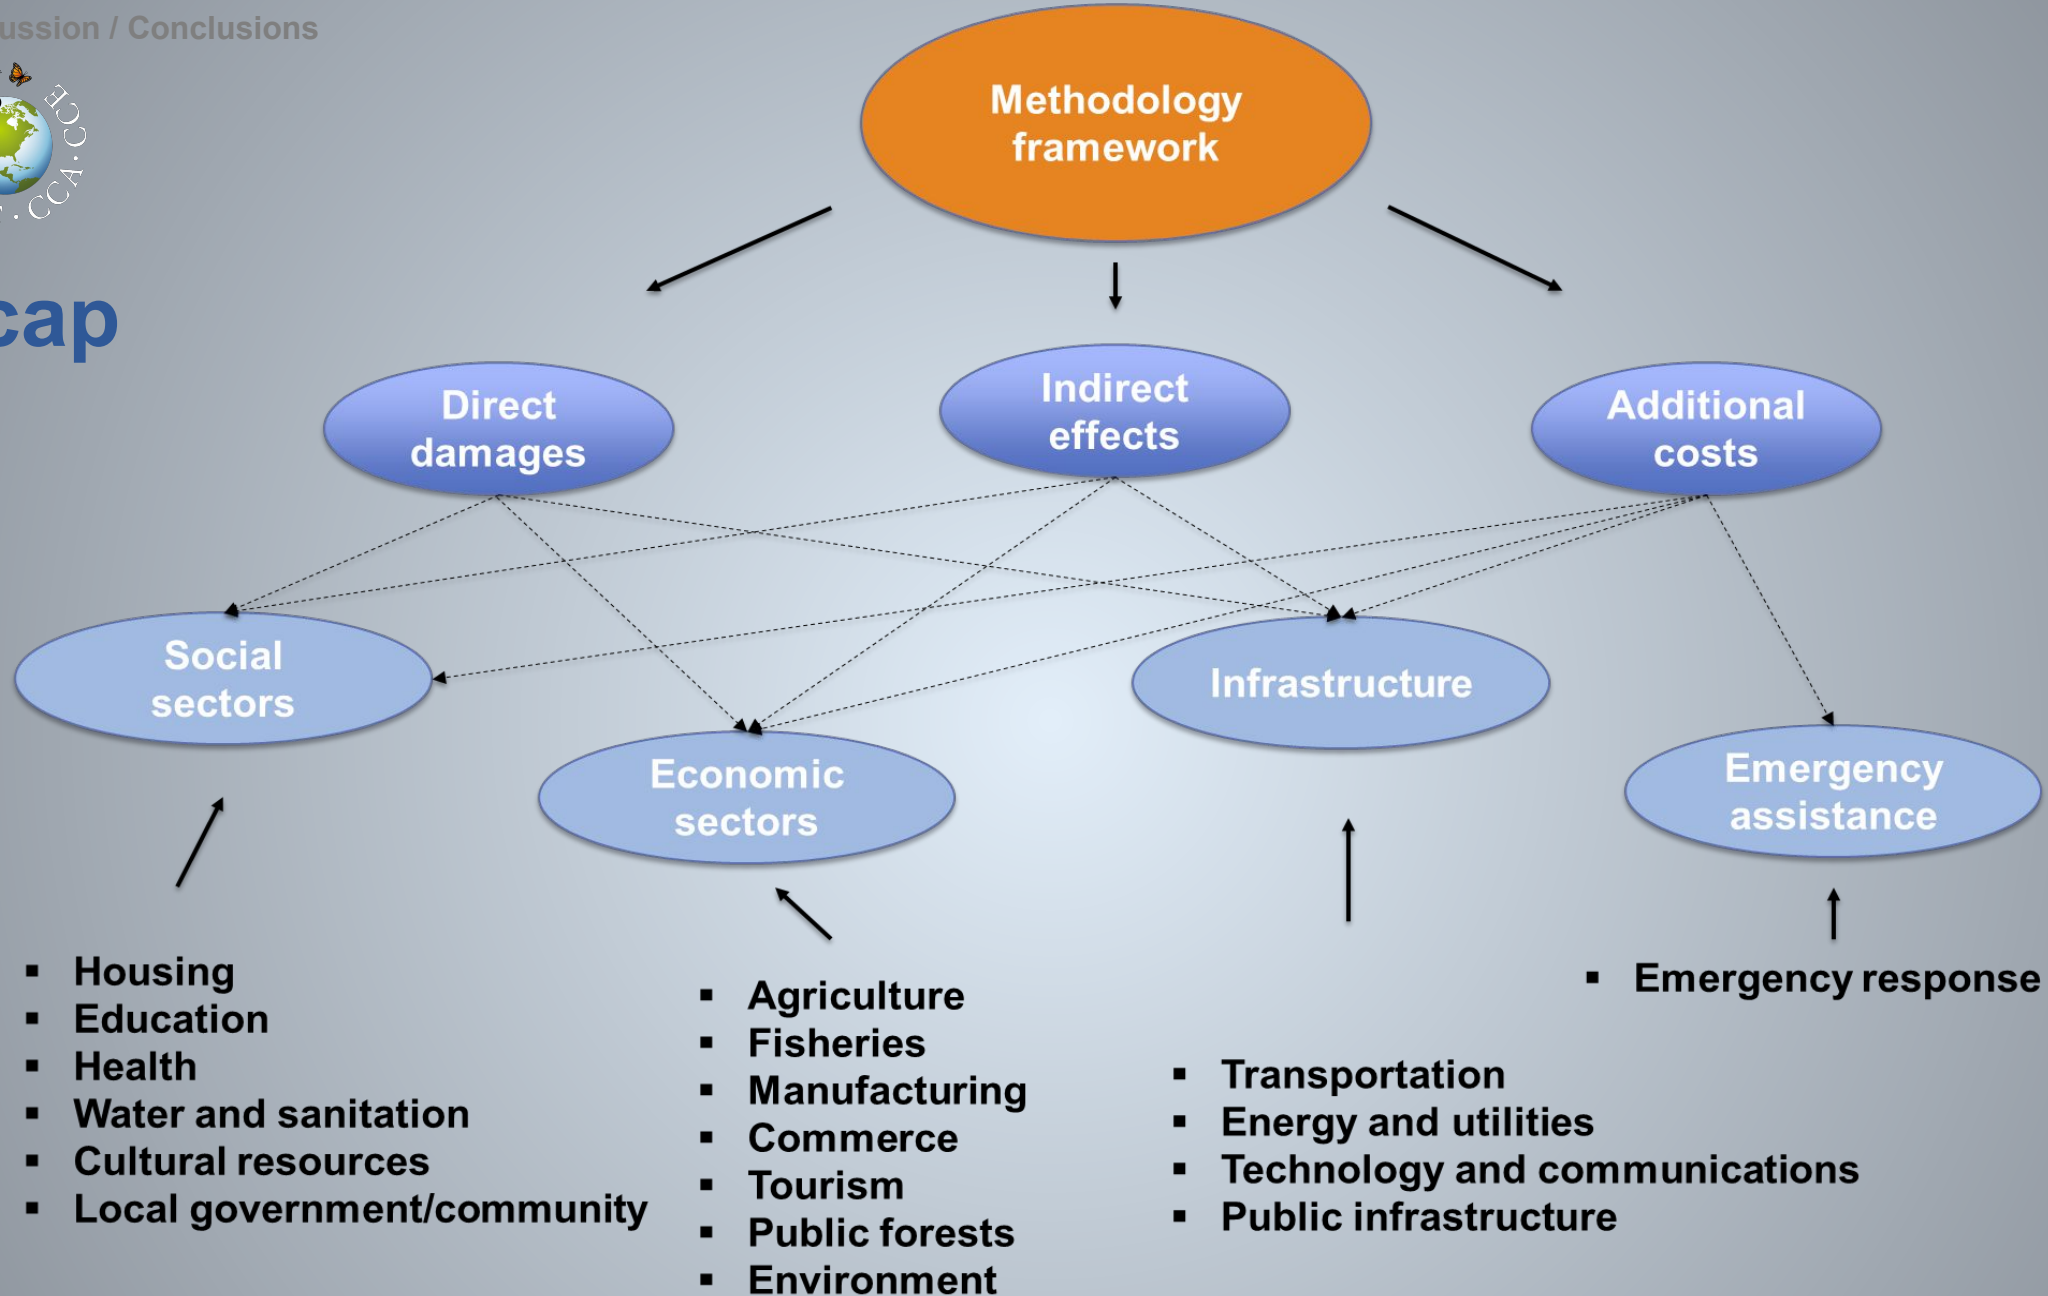 ussion / Conclusions
CCA·CCE
cap
Methodology
framework
Direct
damages
Indirect
effects
Additional
costs
Social
sectors
Economic
sectors
Infrastructure
Emergency
assistance
▪ Housing
▪ Education
▪ Health
▪ Water and sanitation
▪ Cultural resources
▪ Local government/community
▪ Agriculture
▪ Fisheries
▪ Manufacturing
▪ Commerce
▪ Tourism
▪ Public forests
▪ Environment
▪ Transportation
▪ Energy and utilities
▪ Technology and communications
▪ Public infrastructure
▪ Emergency response